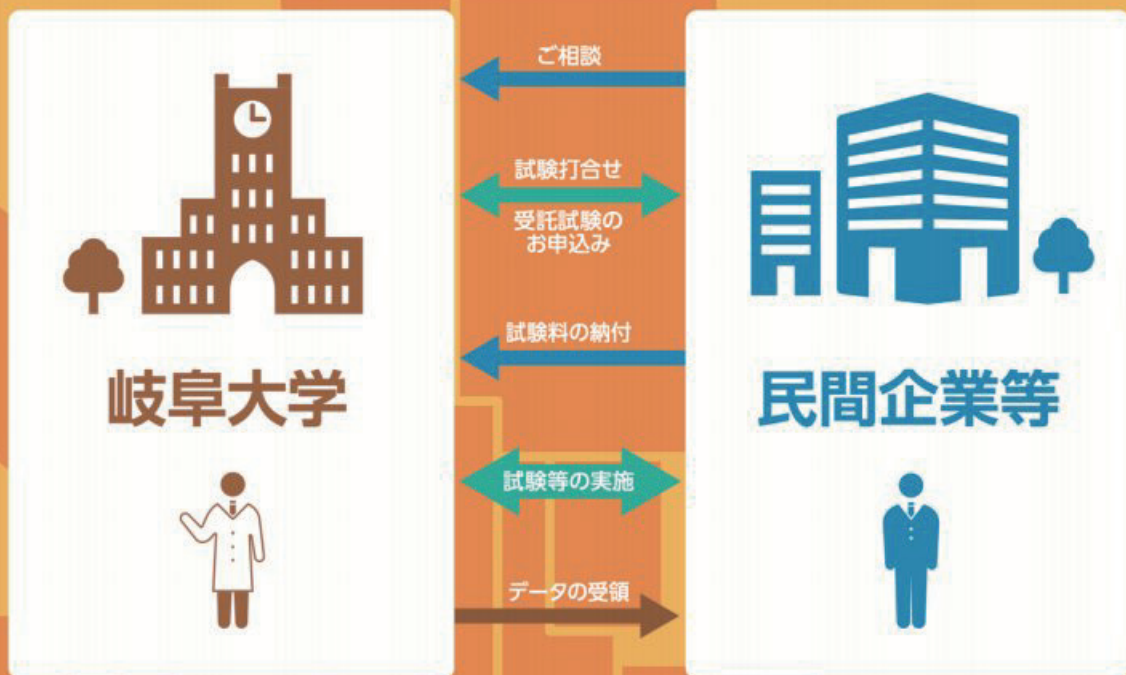 ご相談
試験打合せ
受託試験の
お申込み
試験料の納付
岐阜大学
民間企業等
試験等の実施
データの受領